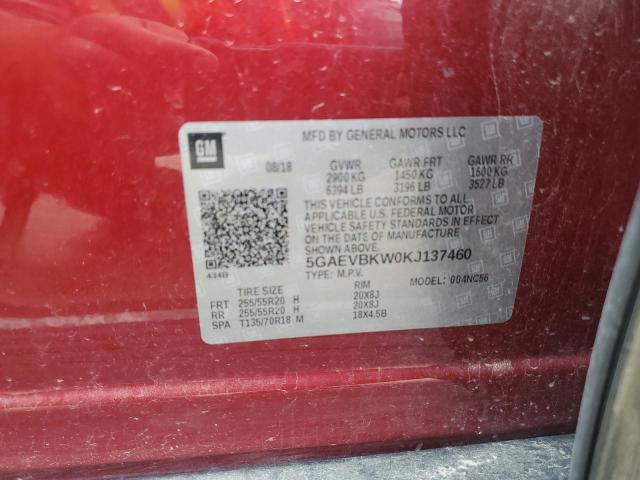 GM
MFD BY GENERAL MOTORS LLC
08/18 GVWR GAWR FRT GAWR RR
2900 KG 1450 KG 1600 KG
6394 LB 3196 LB 3527 LB
THIS VEHICLE CONFORMS TO ALL
APPLICABLE U.S. FEDERAL MOTOR
VEHICLE SAFETY STANDARDS IN EFFECT
ON THE DATE OF MANUFACTURE
SHOWN ABOVE.
434B 5GAEVBKW0KJ137460
TYPE: M.P.V. MODEL: 004NC56
TIRE SIZE RIM
FRT 255/55R20 H 20X8J
RR 255/55R20 H 20X8J
SPA T135/70R18 M 18X4.5B